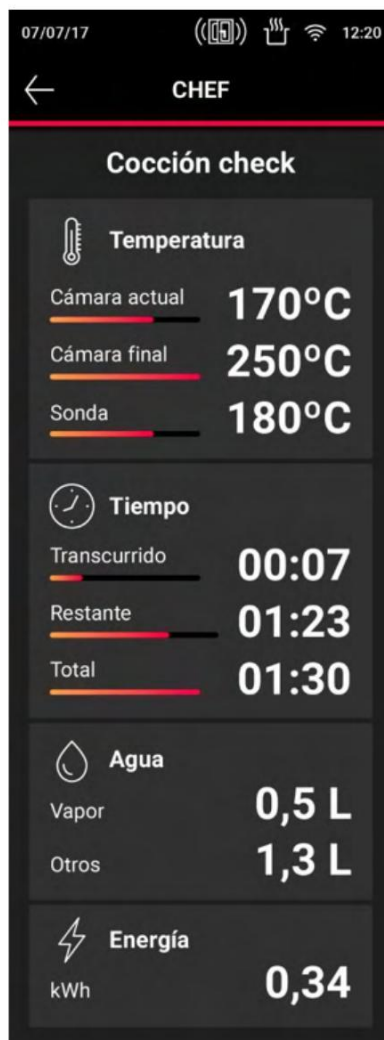 07/07/17 12:20
CHEF
Cocción check
Temperatura
Cámara actual 170ºC
Cámara final 250ºC
Sonda 180ºC
Tiempo
Transcurrido 00:07
Restante 01:23
Total 01:30
Agua
Vapor 0,5 L
Otros 1,3 L
Energía
kWh 0,34